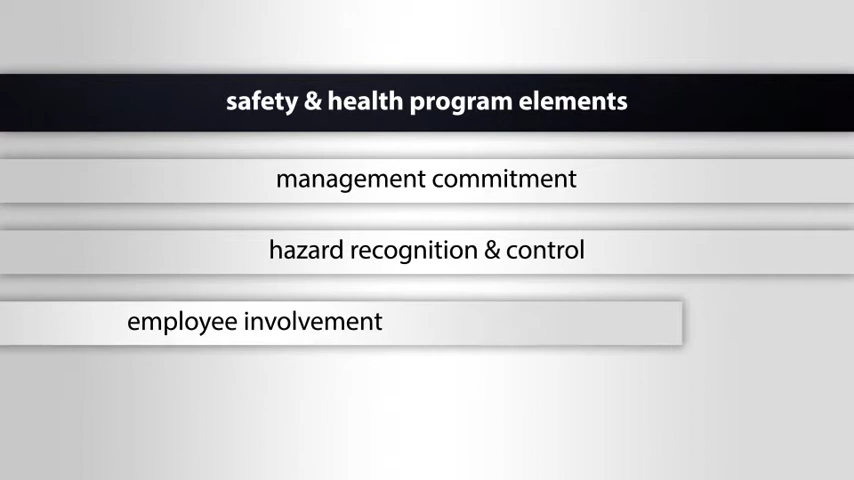 safety & health program elements
management commitment
hazard recognition & control
employee involvement